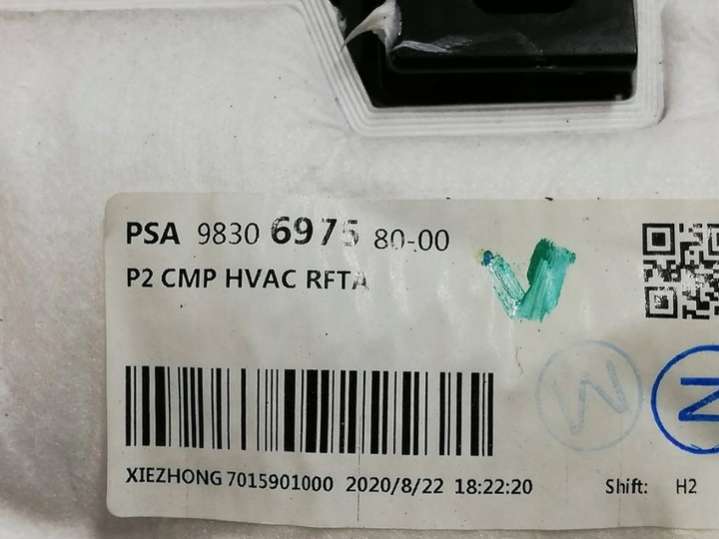 PSA 9830 6975 80-00
P2 CMP HVAC RFTA
XIEZHONG 7015901000 2020/8/22 18:22:20
Shift: H2